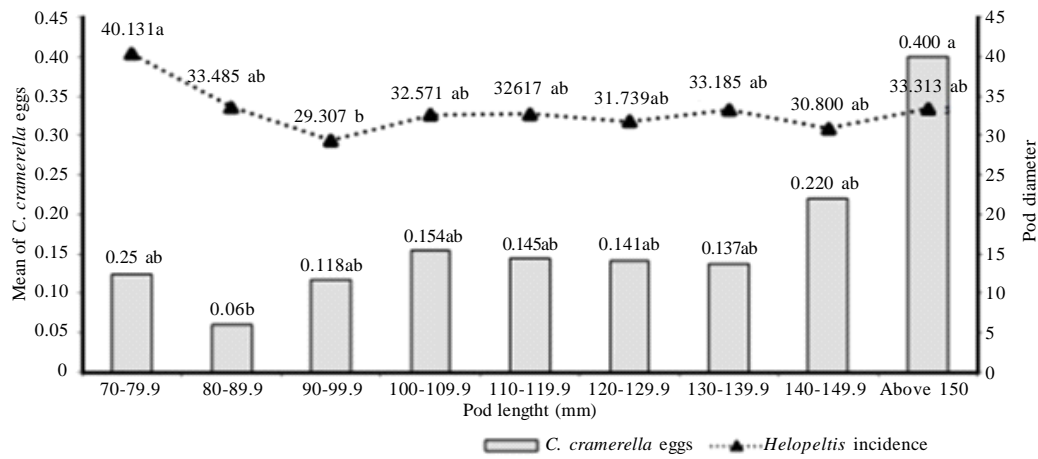 0.45
0.40
0.35
0.30
0.25
0.20
0.15
0.10
0.05
0
Mean of C. cramerella eggs
40.131a
33.485 ab
29.307 b
32.571 ab
32617 ab
31.739ab
33.185 ab
30.800 ab
33.313 ab
0.25 ab
0.06b
0.118ab
0.154ab
0.145ab
0.141ab
0.137ab
0.220 ab
0.400 a
45
40
35
30
25
20
15
10
5
0
Pod diameter
70-79.9 80-89.9 90-99.9 100-109.9 110-119.9 120-129.9 130-139.9 140-149.9 Above 150
Pod lenght (mm)
C. cramerella eggs Helopeltis incidence